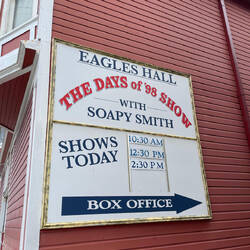 EAGLES HALL
THE DAYS of '98 SHOW
WITH
SOAPY SMITH
SHOWS TODAY
10:30 AM
12:30 PM
2:30 PM
BOX OFFICE